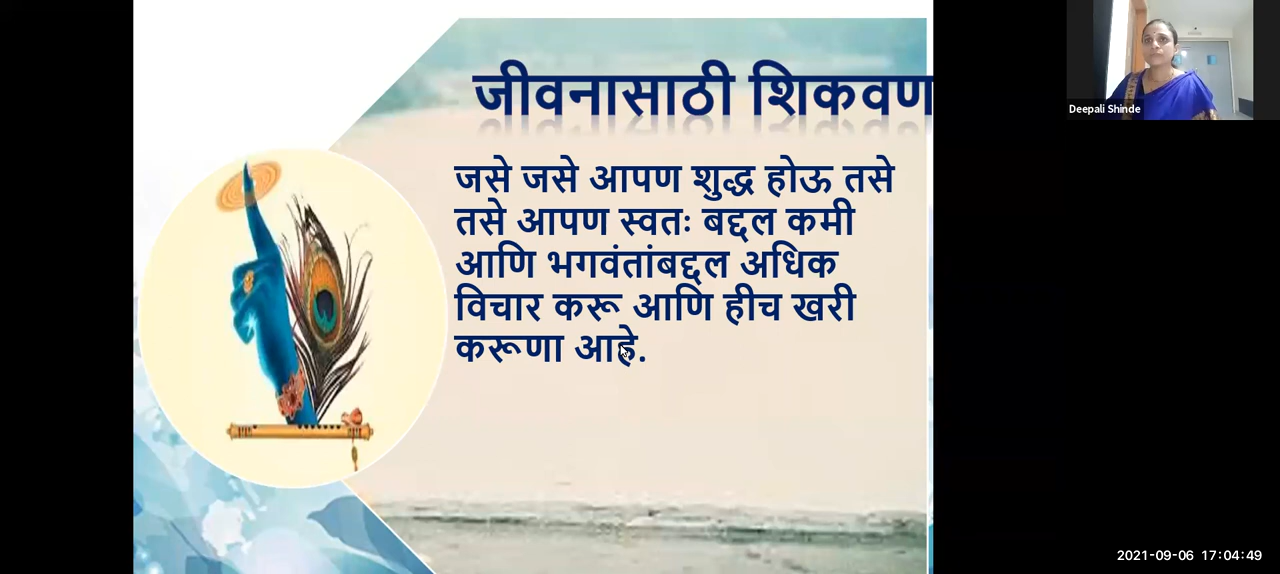 जीवनासाठी शिकवण
जसे जसे आपण शुद्ध होऊ तसे
तसे आपण स्वतः बद्दल कमी
आणि भगवंतांबद्दल अधिक
विचार करू आणि हीच खरी
करूणा आहे.
Deepali Shinde
2021-09-06 17:04:49